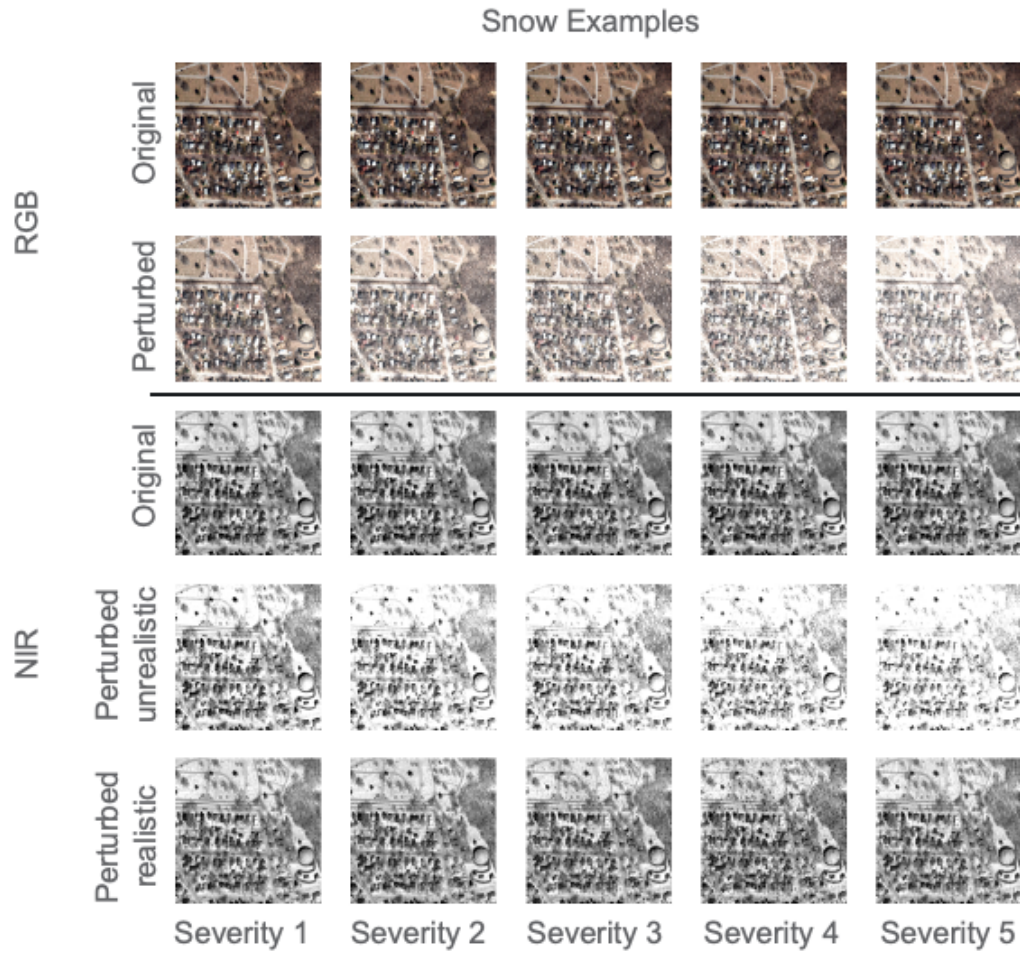 Snow Examples
RGB
Original
Perturbed
NIR
Original
Perturbed
unrealistic
Perturbed
realistic
Severity 1
Severity 2
Severity 3
Severity 4
Severity 5